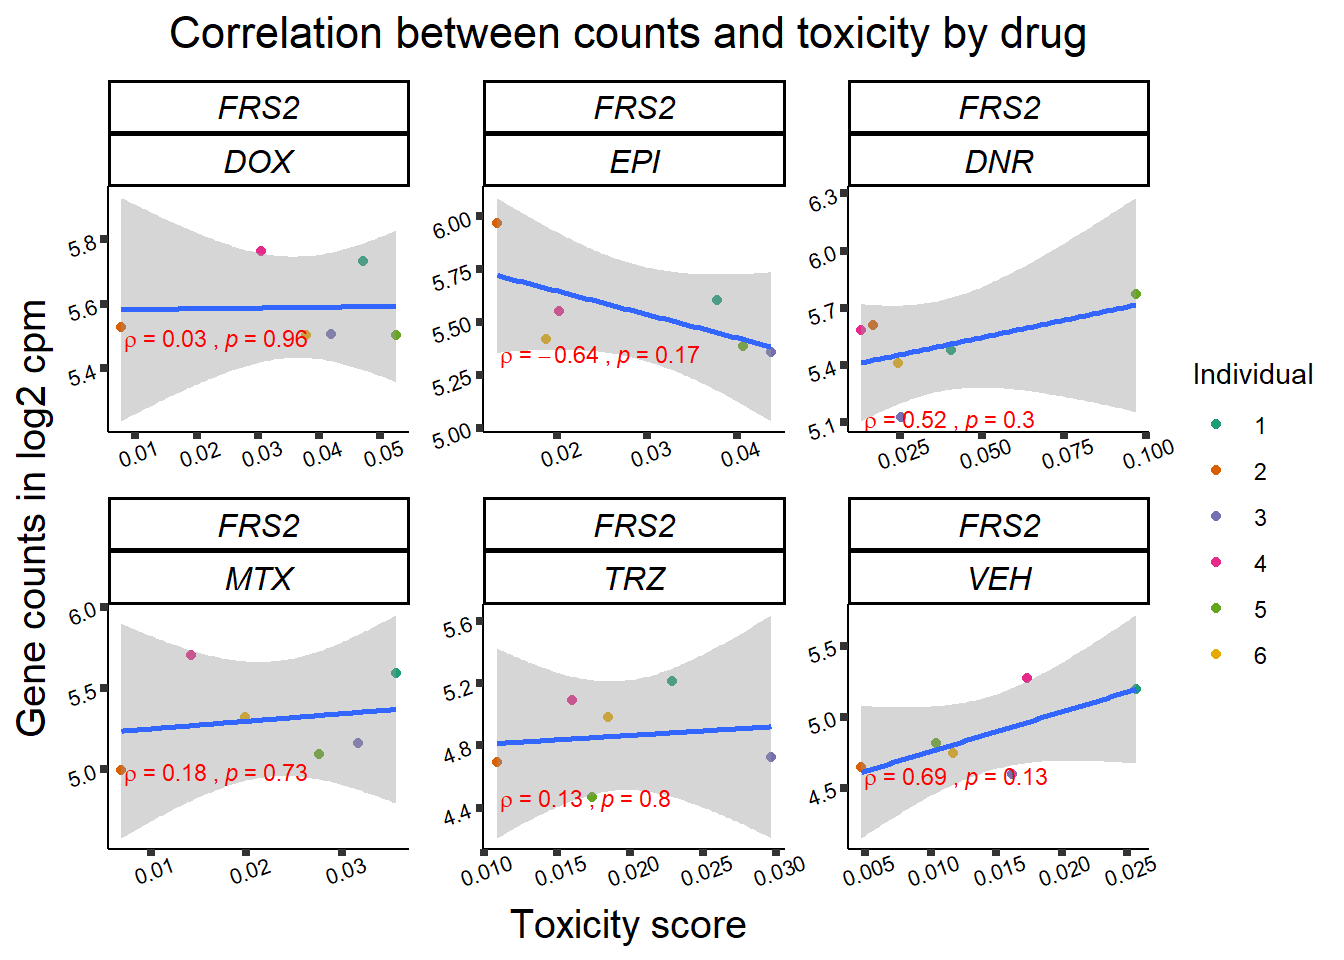 Correlation between counts and toxicity by drug
Gene counts in log2 cpm
FRS2
DOX
5.8
5.6
5.4
ρ = 0.03 , p = 0.96
0.01 0.02 0.03 0.04 0.05
FRS2
EPI
6.00
5.75
5.50
5.25
5.00
ρ = −0.64 , p = 0.17
0.02 0.03 0.04
FRS2
DNR
6.3
6.0
5.7
5.4
5.1
ρ = 0.52 , p = 0.3
0.025 0.050 0.075 0.100
FRS2
MTX
6.0
5.5
5.0
ρ = 0.18 , p = 0.73
0.01 0.02 0.03
FRS2
TRZ
5.6
5.2
4.8
4.4
ρ = 0.13 , p = 0.8
0.010 0.015 0.020 0.025 0.030
FRS2
VEH
5.5
5.0
4.5
ρ = 0.69 , p = 0.13
0.005 0.010 0.015 0.020 0.025
Toxicity score
Individual
1
2
3
4
5
6